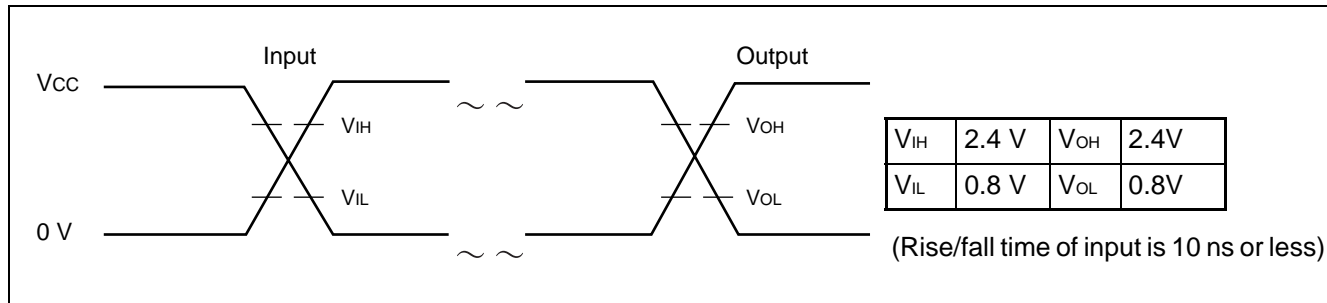 Input
Output
VCC
VIH
VOH
VIL
VOL
0 V
VIH 2.4 V VOH 2.4V
VIL 0.8 V VOL 0.8V
(Rise/fall time of input is 10 ns or less)